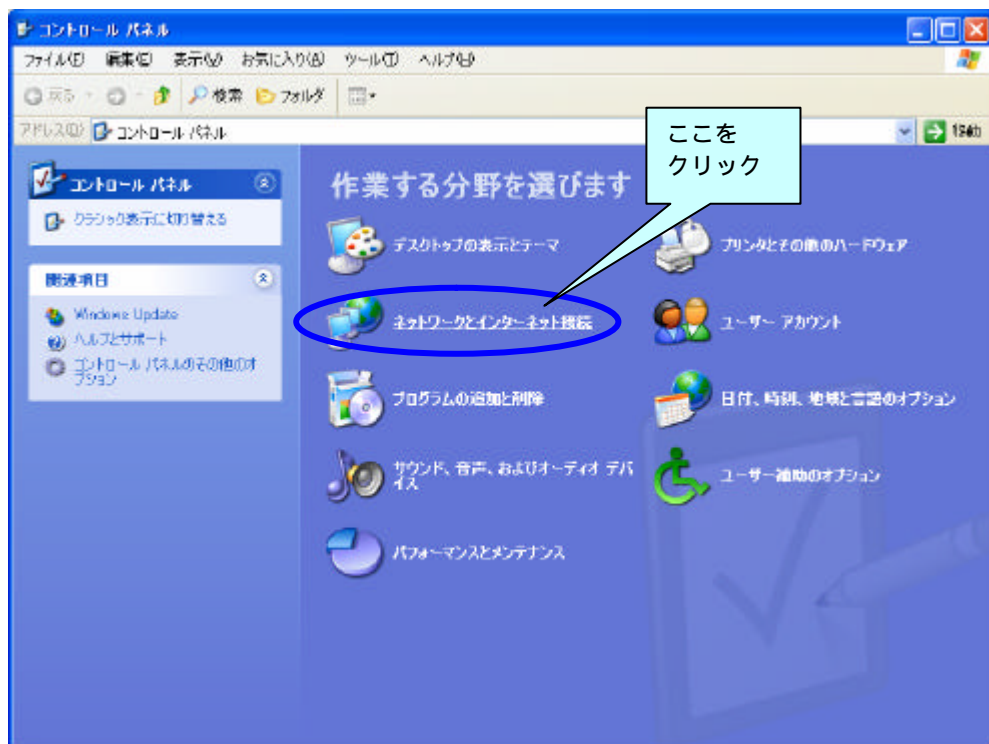 コントロール パネル
ファイル(F) 編集(E) 表示(V) お気に入り(A) ツール(T) ヘルプ(H)
戻る 検索 フォルダ
アドレス(D) コントロール パネル 移動
ここを
クリック
コントロール パネル
クラシック表示に切り替える
関連項目
Windows Update
ヘルプとサポート
コントロール パネルのその他のオ
プション
作業する分野を選びます
デスクトップの表示とテーマ
プリンタとその他のハードウェア
ネットワークとインターネット接続
ユーザー アカウント
プログラムの追加と削除
日付、時刻、地域と言語のオプション
サウンド、音声、およびオーディオ デバ
イス
ユーザー補助のオプション
パフォーマンスとメンテナンス